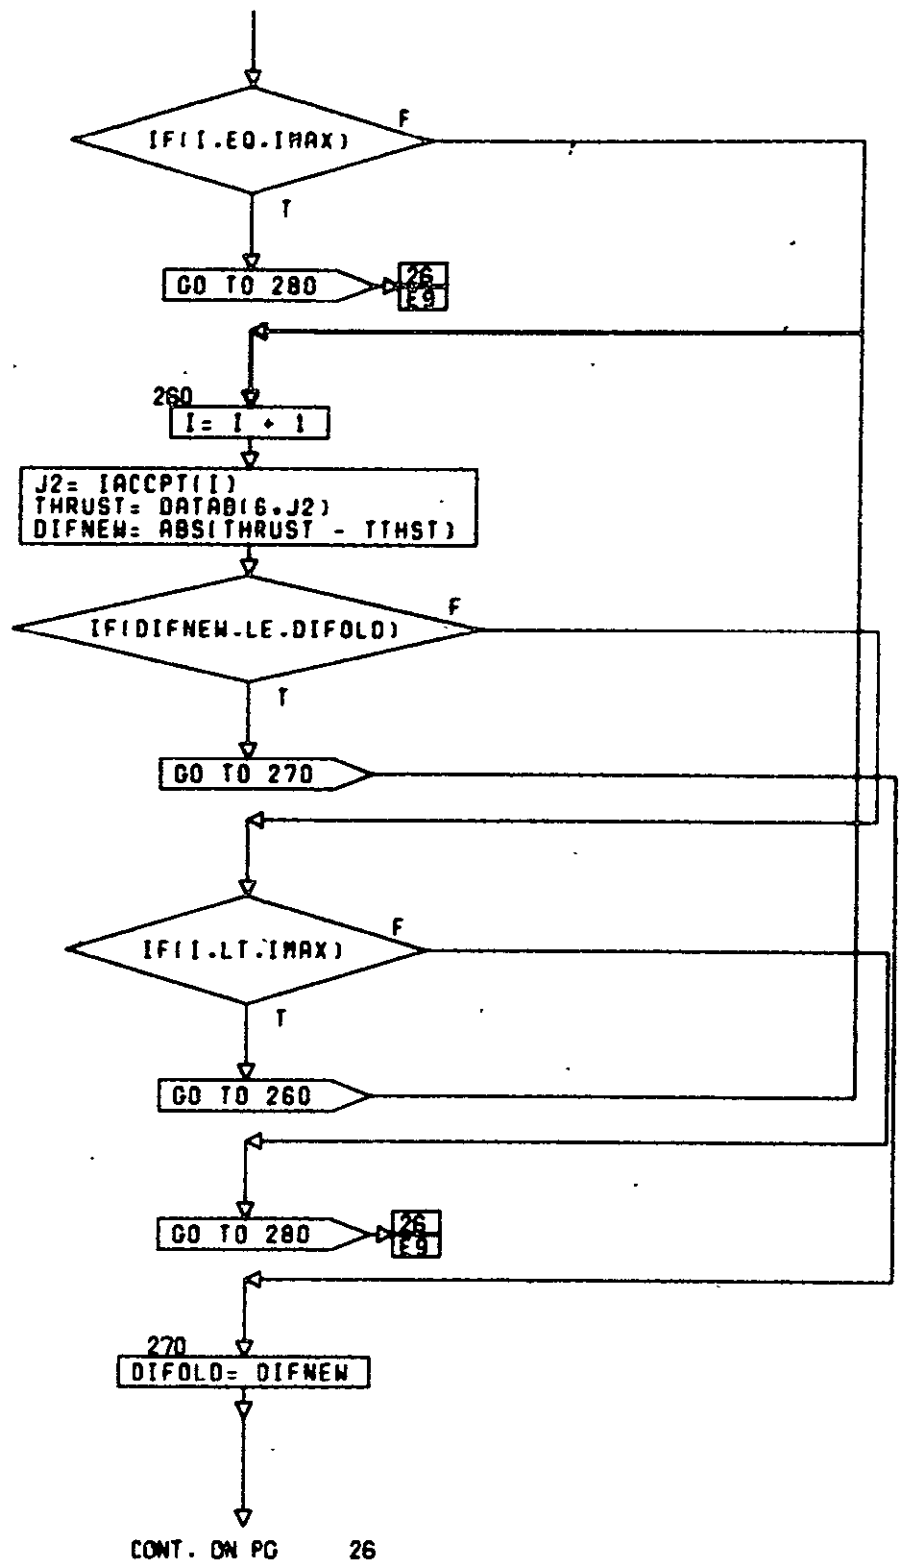 F
IF(I.EQ.IMAX)
T
GO TO 280
26
E9
260
I= I + 1
J2= IACCPT(I)
THRUST= DATAB(6,J2)
DIFNEW= ABS(THRUST - TTHST)
F
IF(DIFNEW.LE.DIFOLD)
T
GO TO 270
F
IF(I.LT.IMAX)
T
GO TO 260
GO TO 280
26
E9
270
DIFOLD= DIFNEW
CONT. ON PG 26